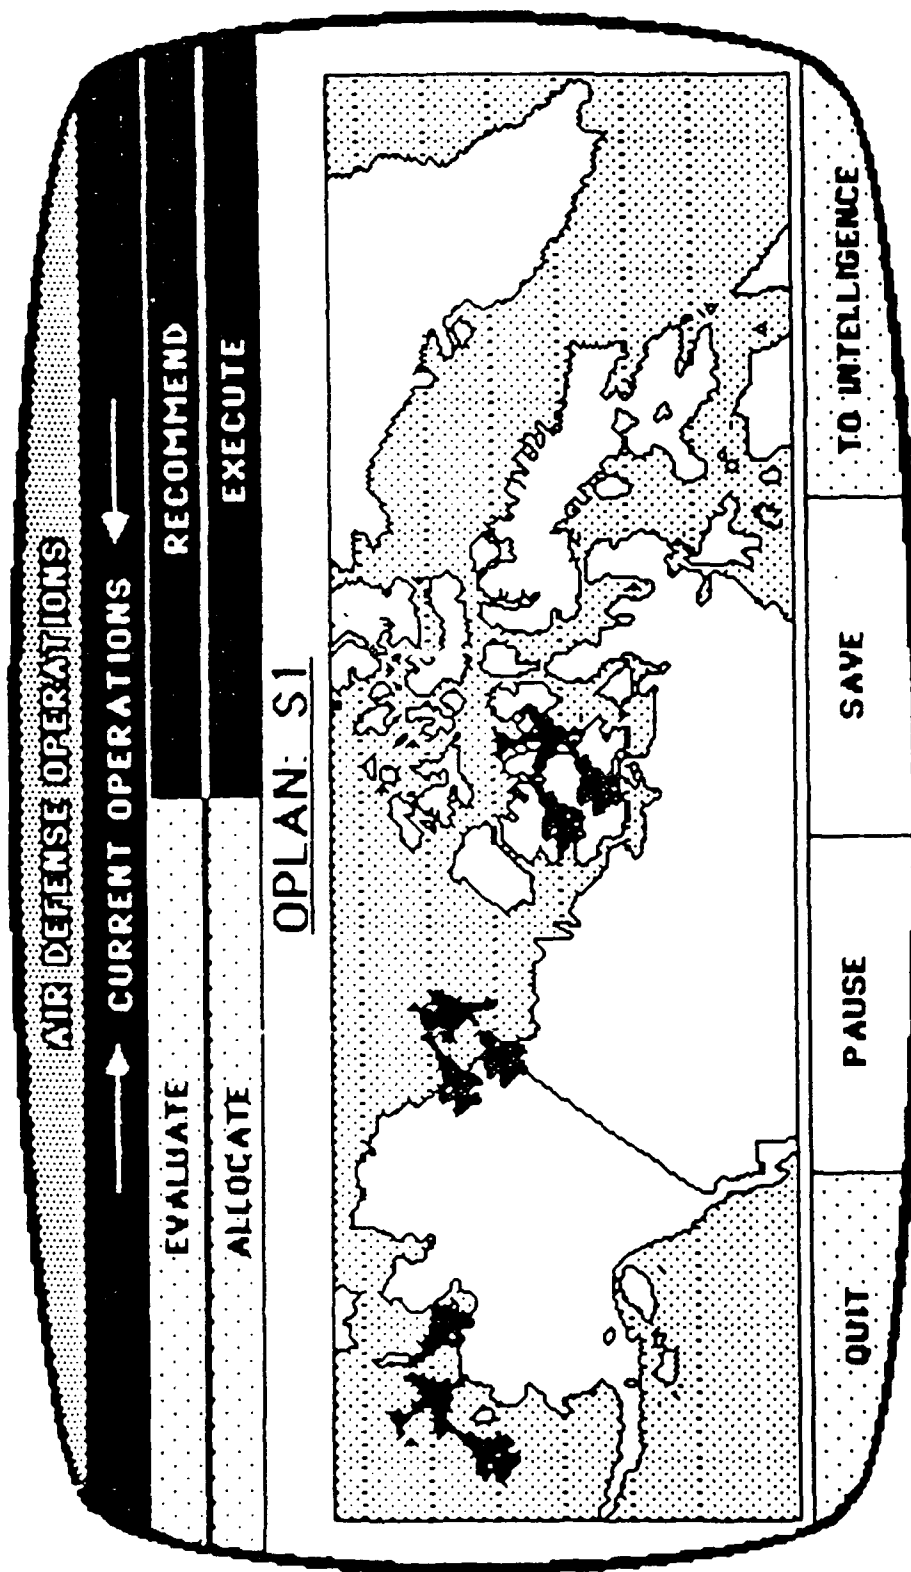 AIR DEFENSE OPERATIONS
CURRENT OPERATIONS
EVALUATE RECOMMEND
ALLOCATE EXECUTE
OPLAN: S1
QUIT PAUSE SAVE TO INTELLIGENCE